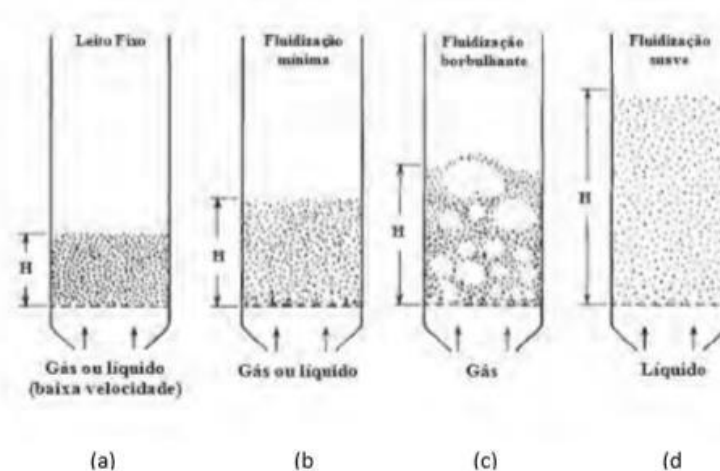 Leito Fixo
Fluidização
mínima
Fluidização
borbulhante
Fluidização
suave
H
H
H
H
Gás ou líquido
(baixa velocidade)
Gás ou líquido
Gás
Líquido
(a)
(b)
(c)
(d